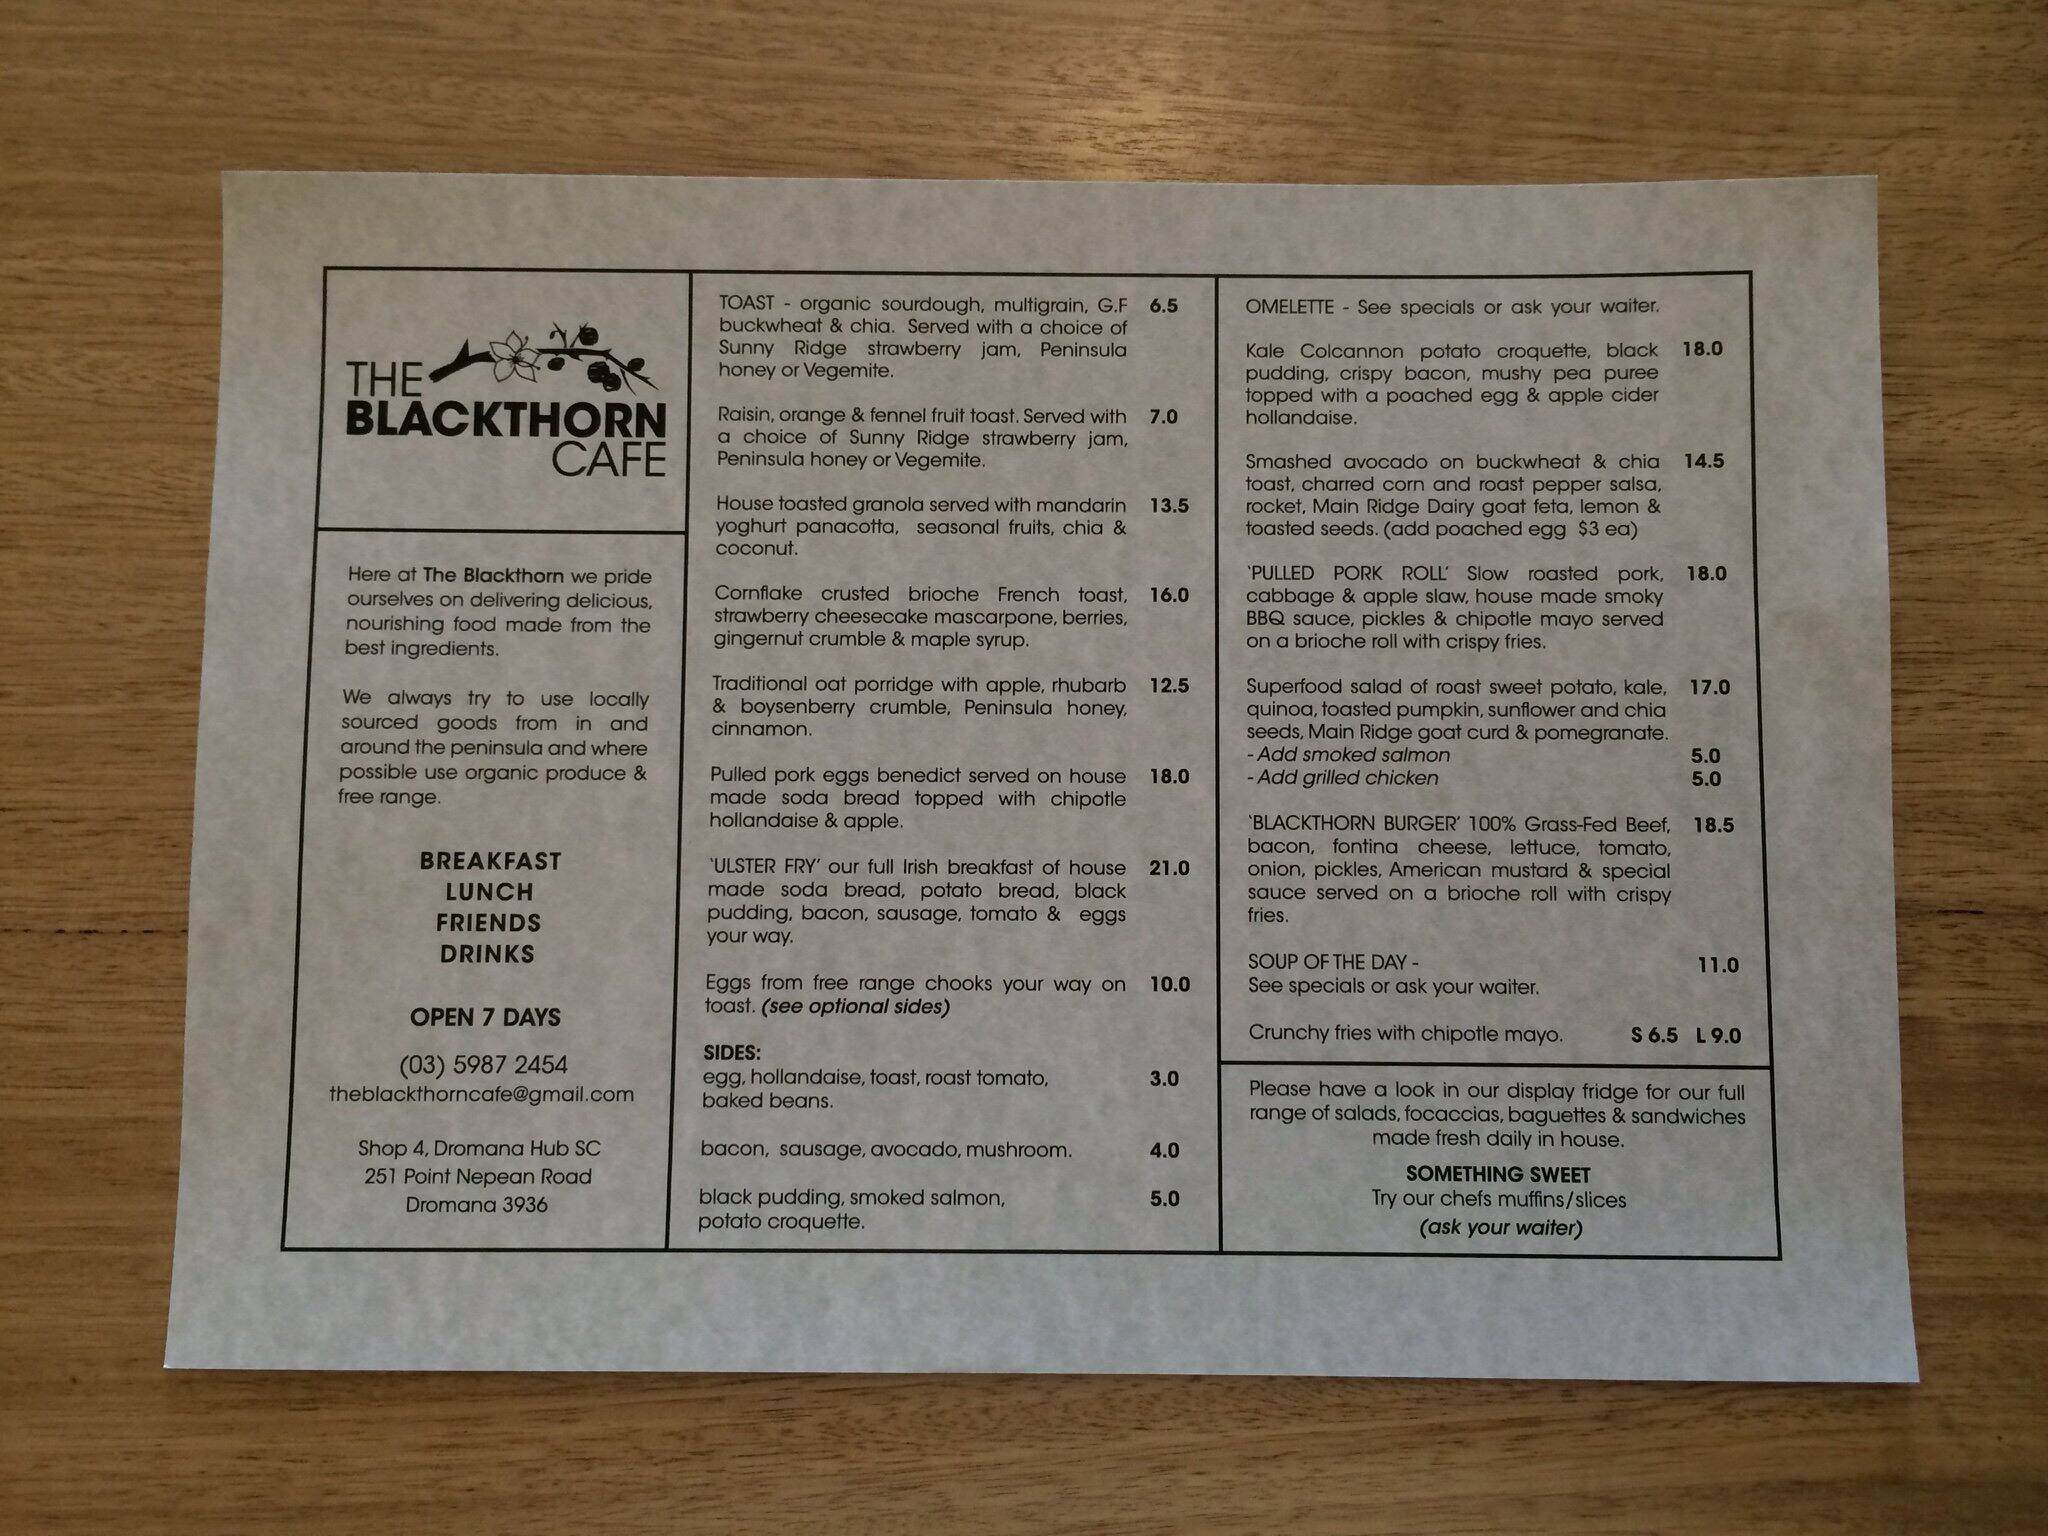 THE
BLACKTHORN
CAFE
Here at The Blackthorn we pride
ourselves on delivering delicious,
nourishing food made from the
best ingredients.
We always try to use locally
sourced goods from in and
around the peninsula and where
possible use organic produce &
free range.
BREAKFAST
LUNCH
FRIENDS
DRINKS
OPEN 7 DAYS
(03) 5987 2454
theblackthorncafe@gmail.com
Shop 4, Dromana Hub SC
251 Point Nepean Road
Dromana 3936
TOAST - organic sourdough, multigrain, G.F 6.5
buckwheat & chia. Served with a choice of
Sunny Ridge strawberry jam, Peninsula
honey or Vegemite.
Raisin, orange & fennel fruit toast. Served with 7.0
a choice of Sunny Ridge strawberry jam,
Peninsula honey or Vegemite.
House toasted granola served with mandarin 13.5
yoghurt panacotta, seasonal fruits, chia &
coconut.
Cornflake crusted brioche French toast, 16.0
strawberry cheesecake mascarpone, berries,
gingernut crumble & maple syrup.
Traditional oat porridge with apple, rhubarb 12.5
& boysenberry crumble, Peninsula honey,
cinnamon.
Pulled pork eggs benedict served on house 18.0
made soda bread topped with chipotle
hollandaise & apple.
'ULSTER FRY' our full Irish breakfast of house 21.0
made soda bread, potato bread, black
pudding, bacon, sausage, tomato & eggs
your way.
Eggs from free range chooks your way on 10.0
toast. (see optional sides)
SIDES:
egg, hollandaise, toast, roast tomato, 3.0
baked beans.
bacon, sausage, avocado, mushroom. 4.0
black pudding, smoked salmon, 5.0
potato croquette.
OMELETTE - See specials or ask your waiter.
Kale Colcannon potato croquette, black 18.0
pudding, crispy bacon, mushy pea puree
topped with a poached egg & apple cider
hollandaise.
Smashed avocado on buckwheat & chia 14.5
toast, charred corn and roast pepper salsa,
rocket, Main Ridge Dairy goat feta, lemon &
toasted seeds. (add poached egg $3 ea)
'PULLED PORK ROLL' Slow roasted pork, 18.0
cabbage & apple slaw, house made smoky
BBQ sauce, pickles & chipotle mayo served
on a brioche roll with crispy fries.
Superfood salad of roast sweet potato, kale, 17.0
quinoa, toasted pumpkin, sunflower and chia
seeds, Main Ridge goat curd & pomegranate.
- Add smoked salmon 5.0
- Add grilled chicken 5.0
'BLACKTHORN BURGER' 100% Grass-Fed Beef, 18.5
bacon, fontina cheese, lettuce, tomato,
onion, pickles, American mustard & special
sauce served on a brioche roll with crispy
fries.
SOUP OF THE DAY - 11.0
See specials or ask your waiter.
Crunchy fries with chipotle mayo. S 6.5 L 9.0
Please have a look in our display fridge for our full
range of salads, focaccias, baguettes & sandwiches
made fresh daily in house.
SOMETHING SWEET
Try our chefs muffins/slices
(ask your waiter)